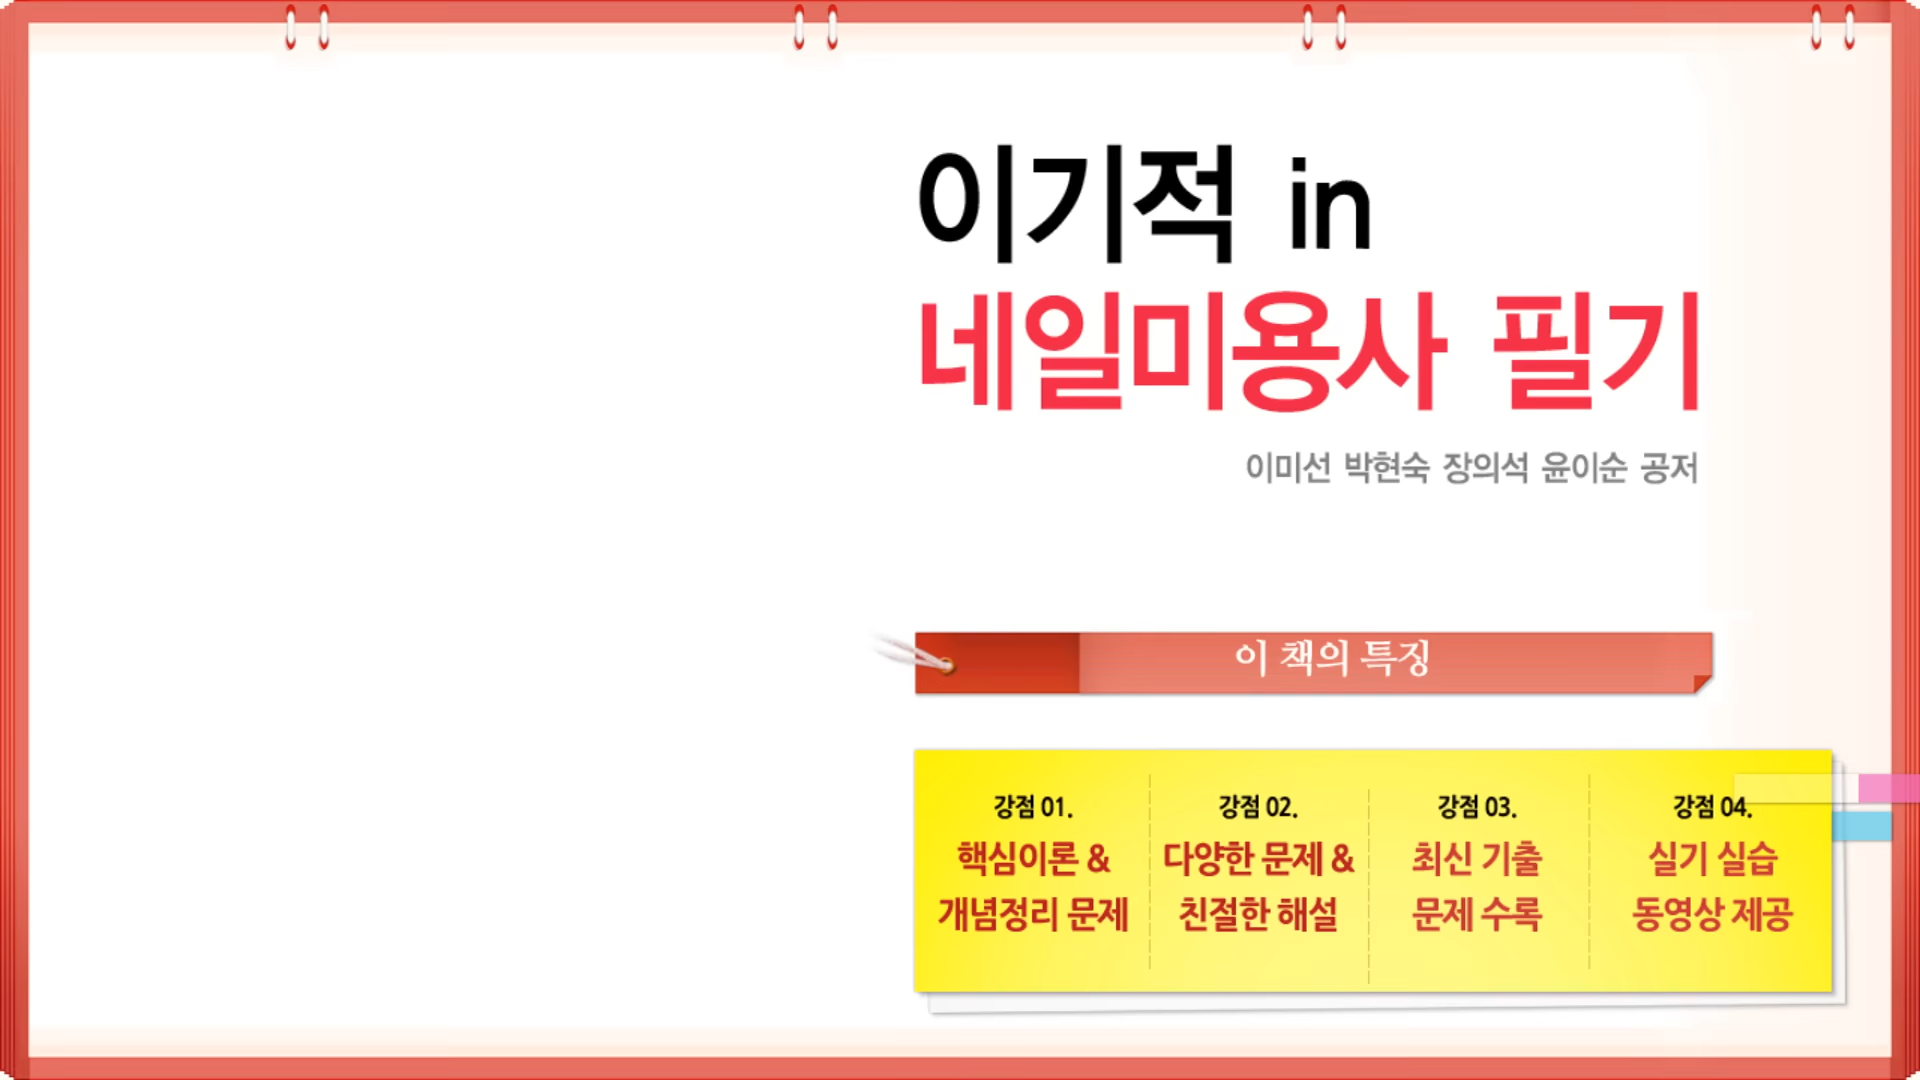 이기적 in
네일미용사 필기
이미선 박현숙 장의석 윤이순 공저
이 책의 특징
강점 01.
핵심이론 &
개념정리 문제
강점 02.
다양한 문제 &
친절한 해설
강점 03.
최신 기출
문제 수록
강점 04.
실기 실습
동영상 제공